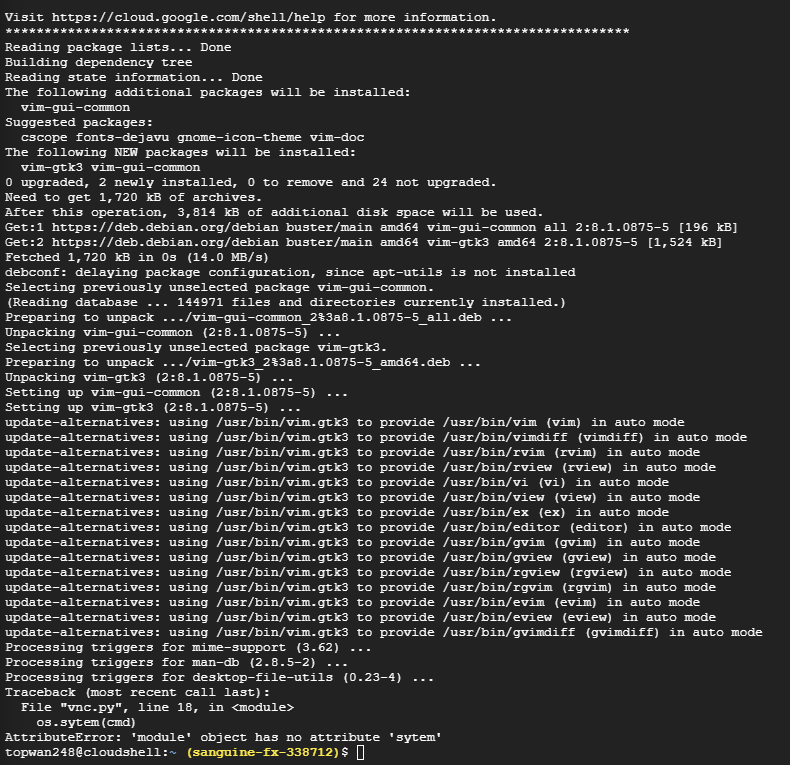 Visit https://cloud.google.com/shell/help for more information.
********************************************************************************
Reading package lists... Done
Building dependency tree
Reading state information... Done
The following additional packages will be installed:
  vim-gui-common
Suggested packages:
  cscope fonts-dejavu gnome-icon-theme vim-doc
The following NEW packages will be installed:
  vim-gtk3 vim-gui-common
0 upgraded, 2 newly installed, 0 to remove and 24 not upgraded.
Need to get 1,720 kB of archives.
After this operation, 3,814 kB of additional disk space will be used.
Get:1 https://deb.debian.org/debian buster/main amd64 vim-gui-common all 2:8.1.0875-5 [196 kB]
Get:2 https://deb.debian.org/debian buster/main amd64 vim-gtk3 amd64 2:8.1.0875-5 [1,524 kB]
Fetched 1,720 kB in 0s (14.0 MB/s)
debconf: delaying package configuration, since apt-utils is not installed
Selecting previously unselected package vim-gui-common.
(Reading database ... 144971 files and directories currently installed.)
Preparing to unpack .../vim-gui-common_2%3a8.1.0875-5_all.deb ...
Unpacking vim-gui-common (2:8.1.0875-5) ...
Selecting previously unselected package vim-gtk3.
Preparing to unpack .../vim-gtk3_2%3a8.1.0875-5_amd64.deb ...
Unpacking vim-gtk3 (2:8.1.0875-5) ...
Setting up vim-gui-common (2:8.1.0875-5) ...
Setting up vim-gtk3 (2:8.1.0875-5) ...
update-alternatives: using /usr/bin/vim.gtk3 to provide /usr/bin/vim (vim) in auto mode
update-alternatives: using /usr/bin/vim.gtk3 to provide /usr/bin/vimdiff (vimdiff) in auto mode
update-alternatives: using /usr/bin/vim.gtk3 to provide /usr/bin/rvim (rvim) in auto mode
update-alternatives: using /usr/bin/vim.gtk3 to provide /usr/bin/rview (rview) in auto mode
update-alternatives: using /usr/bin/vim.gtk3 to provide /usr/bin/vi (vi) in auto mode
update-alternatives: using /usr/bin/vim.gtk3 to provide /usr/bin/view (view) in auto mode
update-alternatives: using /usr/bin/vim.gtk3 to provide /usr/bin/ex (ex) in auto mode
update-alternatives: using /usr/bin/vim.gtk3 to provide /usr/bin/editor (editor) in auto mode
update-alternatives: using /usr/bin/vim.gtk3 to provide /usr/bin/gvim (gvim) in auto mode
update-alternatives: using /usr/bin/vim.gtk3 to provide /usr/bin/gview (gview) in auto mode
update-alternatives: using /usr/bin/vim.gtk3 to provide /usr/bin/rgview (rgview) in auto mode
update-alternatives: using /usr/bin/vim.gtk3 to provide /usr/bin/rgvim (rgvim) in auto mode
update-alternatives: using /usr/bin/vim.gtk3 to provide /usr/bin/evim (evim) in auto mode
update-alternatives: using /usr/bin/vim.gtk3 to provide /usr/bin/eview (eview) in auto mode
update-alternatives: using /usr/bin/vim.gtk3 to provide /usr/bin/gvimdiff (gvimdiff) in auto mode
Processing triggers for mime-support (3.62) ...
Processing triggers for man-db (2.8.5-2) ...
Processing triggers for desktop-file-utils (0.23-4) ...
Traceback (most recent call last):
  File "vnc.py", line 18, in <module>
    os.sytem(cmd)
AttributeError: 'module' object has no attribute 'sytem'
topwan248@cloudshell:~ (sanguine-fx-338712)$